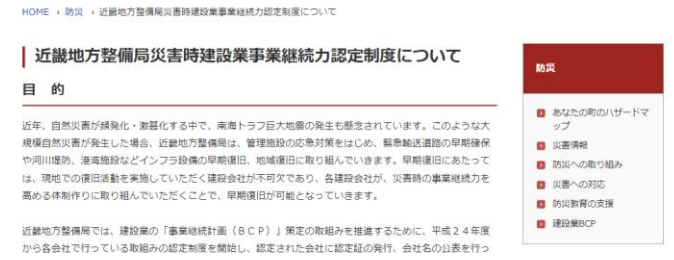 HOME › 防災 › 近畿地方整備局災害時建設業事業継続力認定制度について
近畿地方整備局災害時建設業事業継続力認定制度について
目 的
近年、自然災害が頻発化・激甚化する中で、南海トラフ巨大地震の発生も懸念されています。このような大
規模自然災害が発生した場合、近畿地方整備局は、管理施設の応急対策をはじめ、緊急輸送道路の早期確保
や河川堤防、港湾施設などインフラ設備の早期復旧、地域復旧に取り組んでいきます。早期復旧にあたって
は、現地での復旧活動を実施していただく建設会社が不可欠であり、各建設会社が、災害時の事業継続力を
高める体制作りに取り組んでいただくことで、早期復旧が可能となっていきます。
近畿地方整備局では、建設業の「事業継続計画（ＢＣＰ）」策定の取組みを推進するために、平成２４年度
から各会社で行っている取組みの認定制度を開始し、認定された会社に認定証の発行、会社名の公表を行っ
防災
あなたの町のハザードマ
ップ
災害情報
防災への取り組み
災害への対応
防災教育の支援
建設業BCP